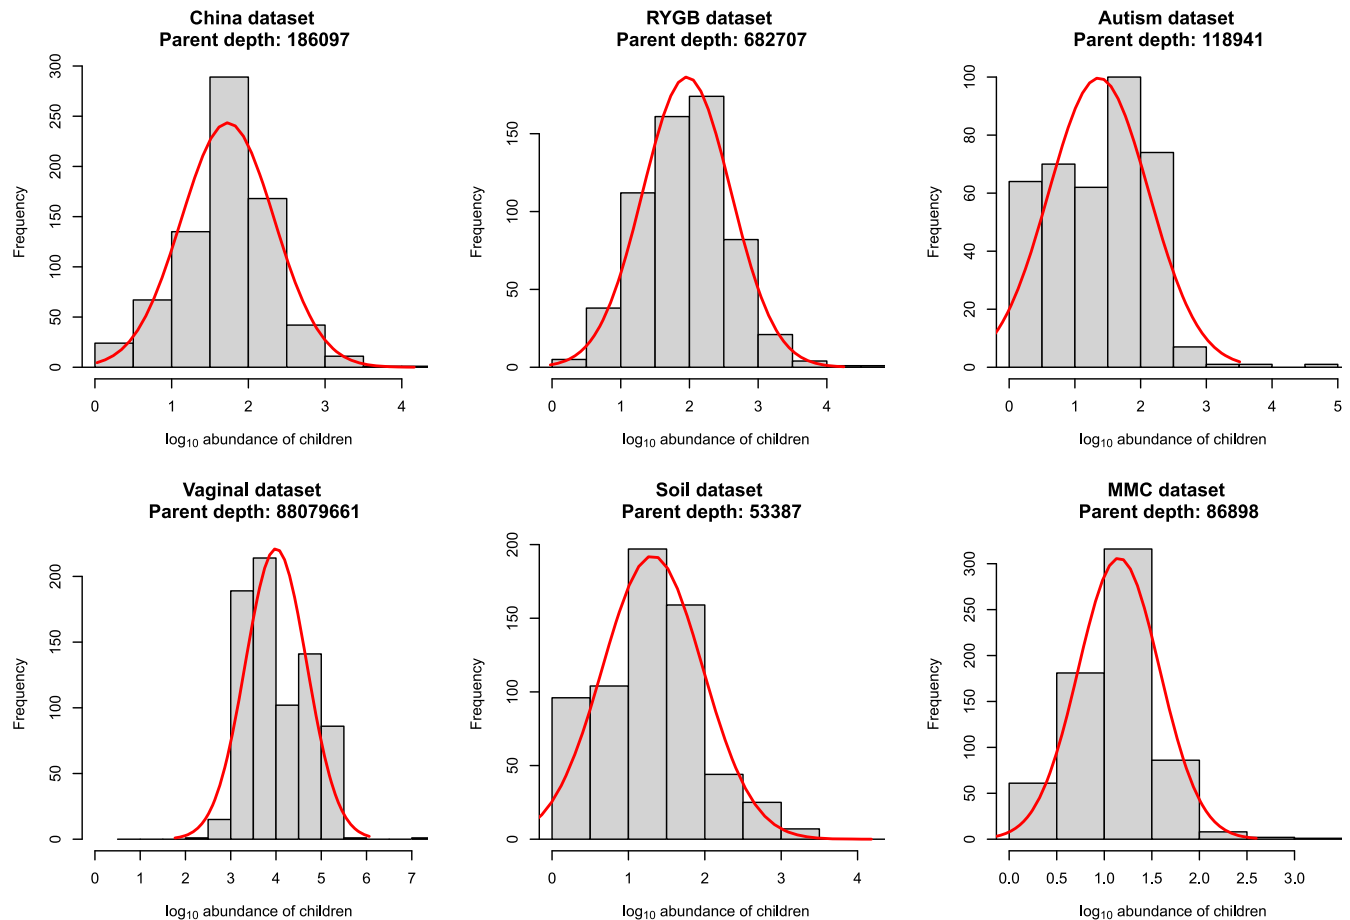 China dataset
Parent depth: 186097
Frequency
0
50
100
150
200
250
300
0 1 2 3 4
log10 abundance of children
RYGB dataset
Parent depth: 682707
Frequency
0
50
100
150
0 1 2 3 4
log10 abundance of children
Autism dataset
Parent depth: 118941
Frequency
0
20
40
60
80
100
0 1 2 3 4 5
log10 abundance of children
Vaginal dataset
Parent depth: 88079661
Frequency
0
50
100
150
200
0 1 2 3 4 5 6 7
log10 abundance of children
Soil dataset
Parent depth: 53387
Frequency
0
50
100
150
200
0 1 2 3 4
log10 abundance of children
MMC dataset
Parent depth: 86898
Frequency
0
50
100
150
200
250
300
0.0 0.5 1.0 1.5 2.0 2.5 3.0
log10 abundance of children